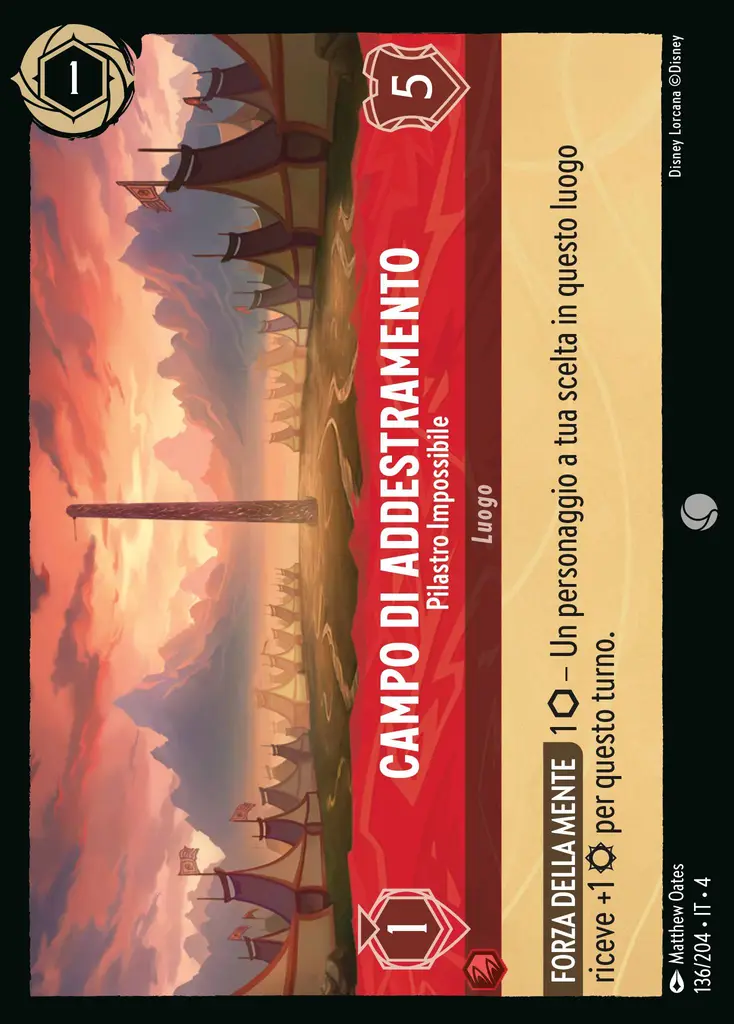 1
5
CAMPO DI ADDESTRAMENTO
Pilastro Impossibile
1
Luogo
FORZA DELLA MENTE 1 – Un personaggio a tua scelta in questo luogo
riceve +1 per questo turno.
Matthew Oates
136/204 • IT • 4
Disney Lorcana ©Disney